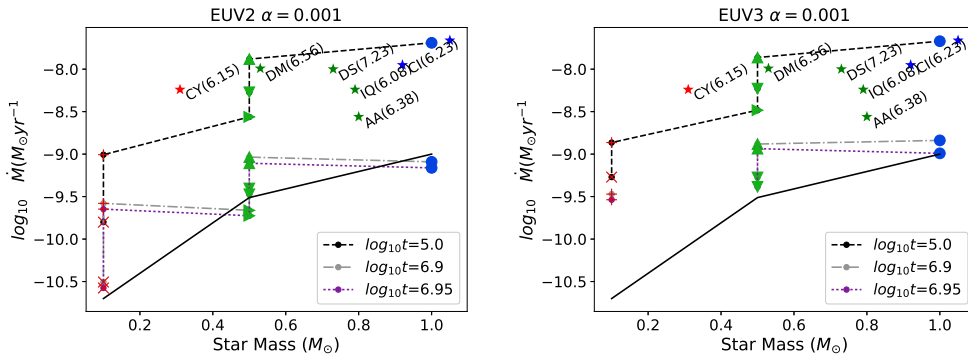 EUV2 α = 0.001
−8.0
−8.5
−9.0
−9.5
−10.0
−10.5
log₁₀ Ṁ(M⊙yr⁻¹
CY(6.15)
DM(6.56)
DS(7.23)
IQ(6.08)
CI(6.23)
AA(6.38)
log₁₀t=5.0
log₁₀t=6.9
log₁₀t=6.95
0.2 0.4 0.6 0.8 1.0
Star Mass (M⊙)
EUV3 α = 0.001
−8.0
−8.5
−9.0
−9.5
−10.0
−10.5
log₁₀ Ṁ(M⊙yr⁻¹
CY(6.15)
DM(6.56)
DS(7.23)
IQ(6.08)
CI(6.23)
AA(6.38)
log₁₀t=5.0
log₁₀t=6.9
log₁₀t=6.95
0.2 0.4 0.6 0.8 1.0
Star Mass (M⊙)